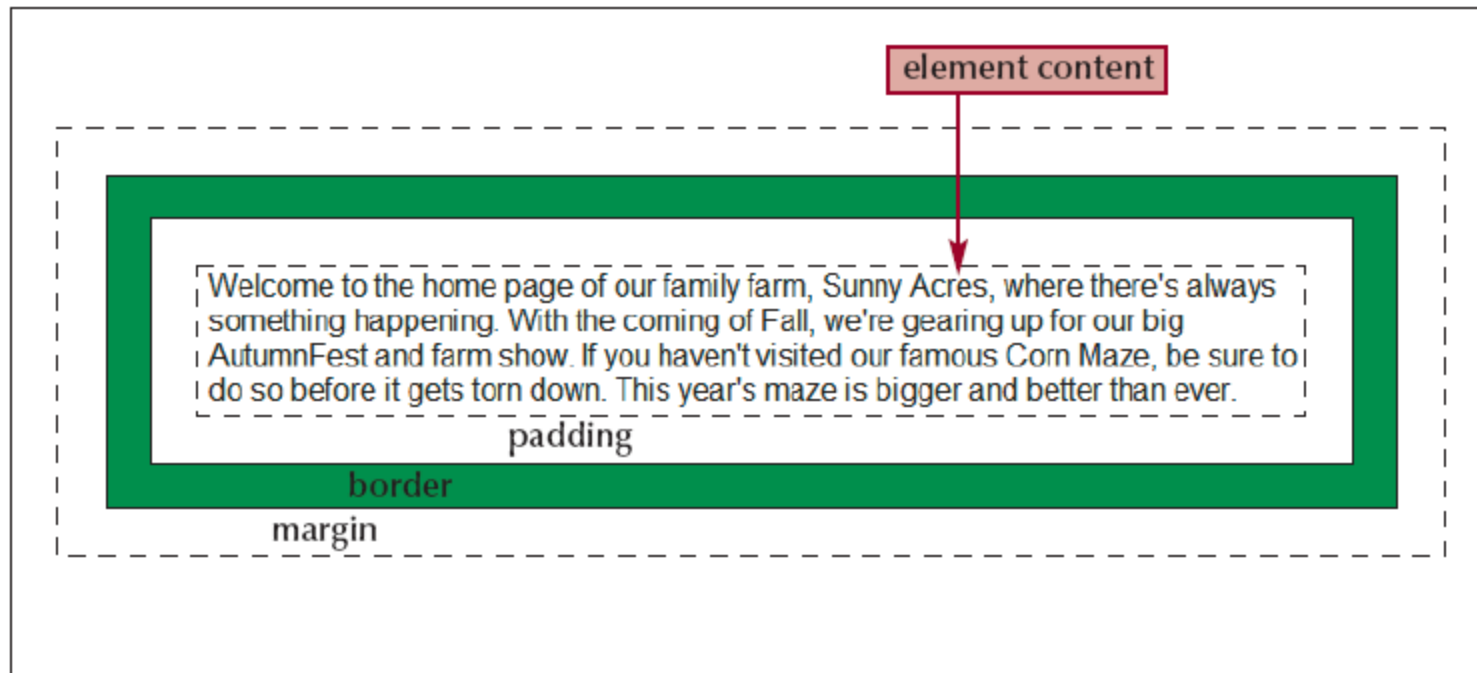 element content
Welcome to the home page of our family farm, Sunny Acres, where there's always
something happening. With the coming of Fall, we're gearing up for our big
AutumnFest and farm show. If you haven't visited our famous Corn Maze, be sure to
do so before it gets torn down. This year's maze is bigger and better than ever.
padding
border
margin